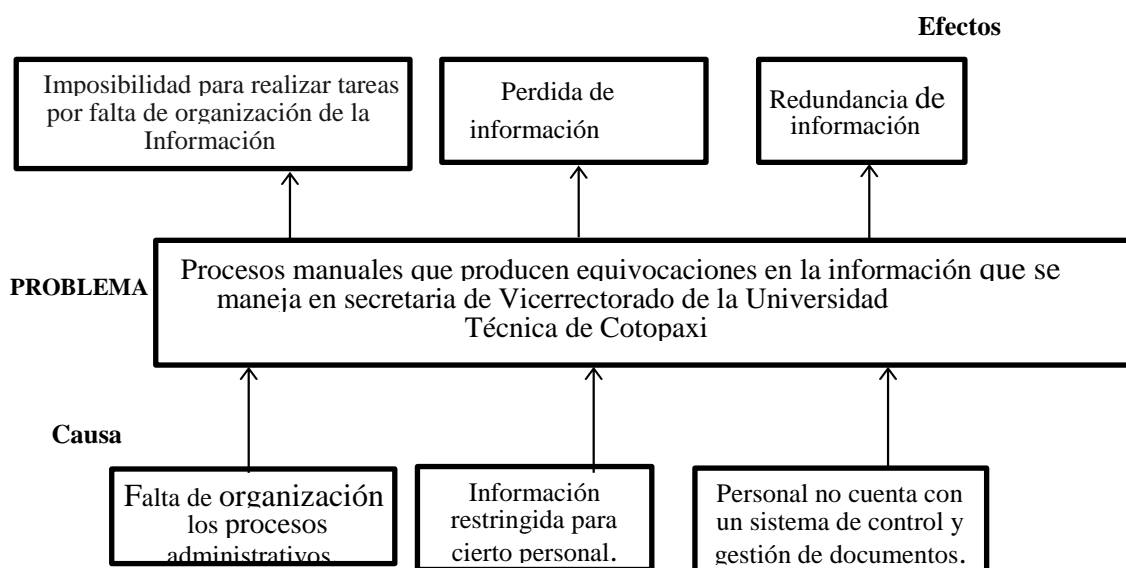 Efectos
Imposibilidad para realizar tareas
por falta de organización de la
Información
Perdida de
información
Redundancia de
información
PROBLEMA
Procesos manuales que producen equivocaciones en la información que se
maneja en secretaria de Vicerrectorado de la Universidad
Técnica de Cotopaxi
Causa
Falta de organización
los procesos
administrativos
Información
restringida para
cierto personal.
Personal no cuenta con
un sistema de control y
gestión de documentos.